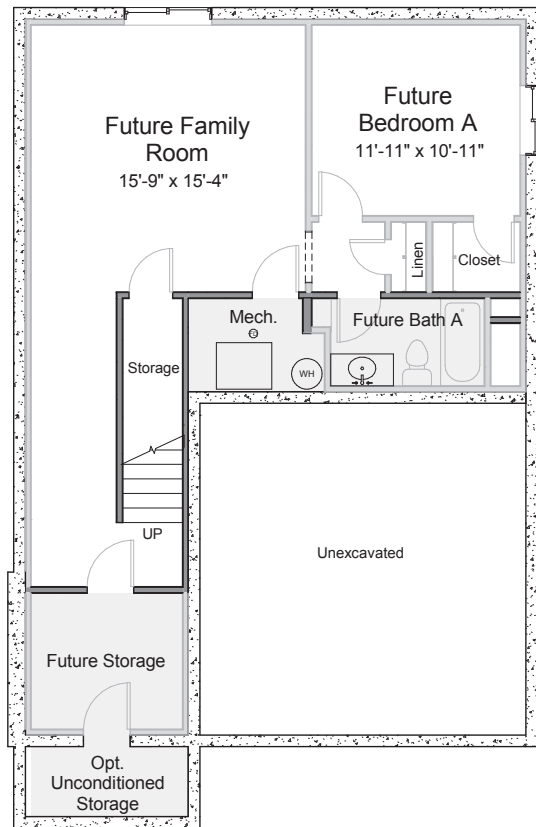 Future Family
Room
15'-9" x 15'-4"
Future
Bedroom A
11'-11" x 10'-11"
Linen
Closet
Mech.
FD
Future Bath A
Storage
WH
UP
Unexcavated
Future Storage
Opt.
Unconditioned
Storage